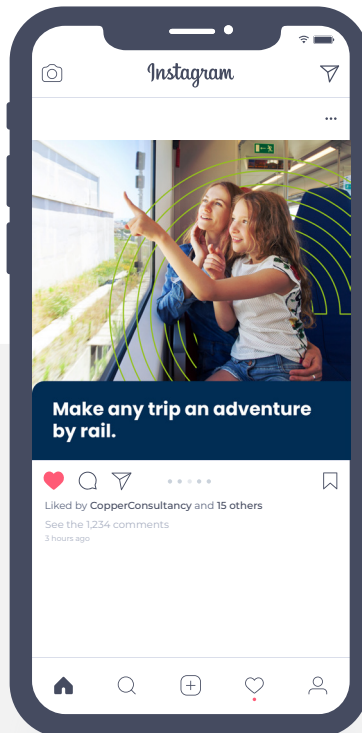 Instagram
Make any trip an adventure
by rail.
Liked by CopperConsultancy and 15 others
See the 1,234 comments
3 hours ago